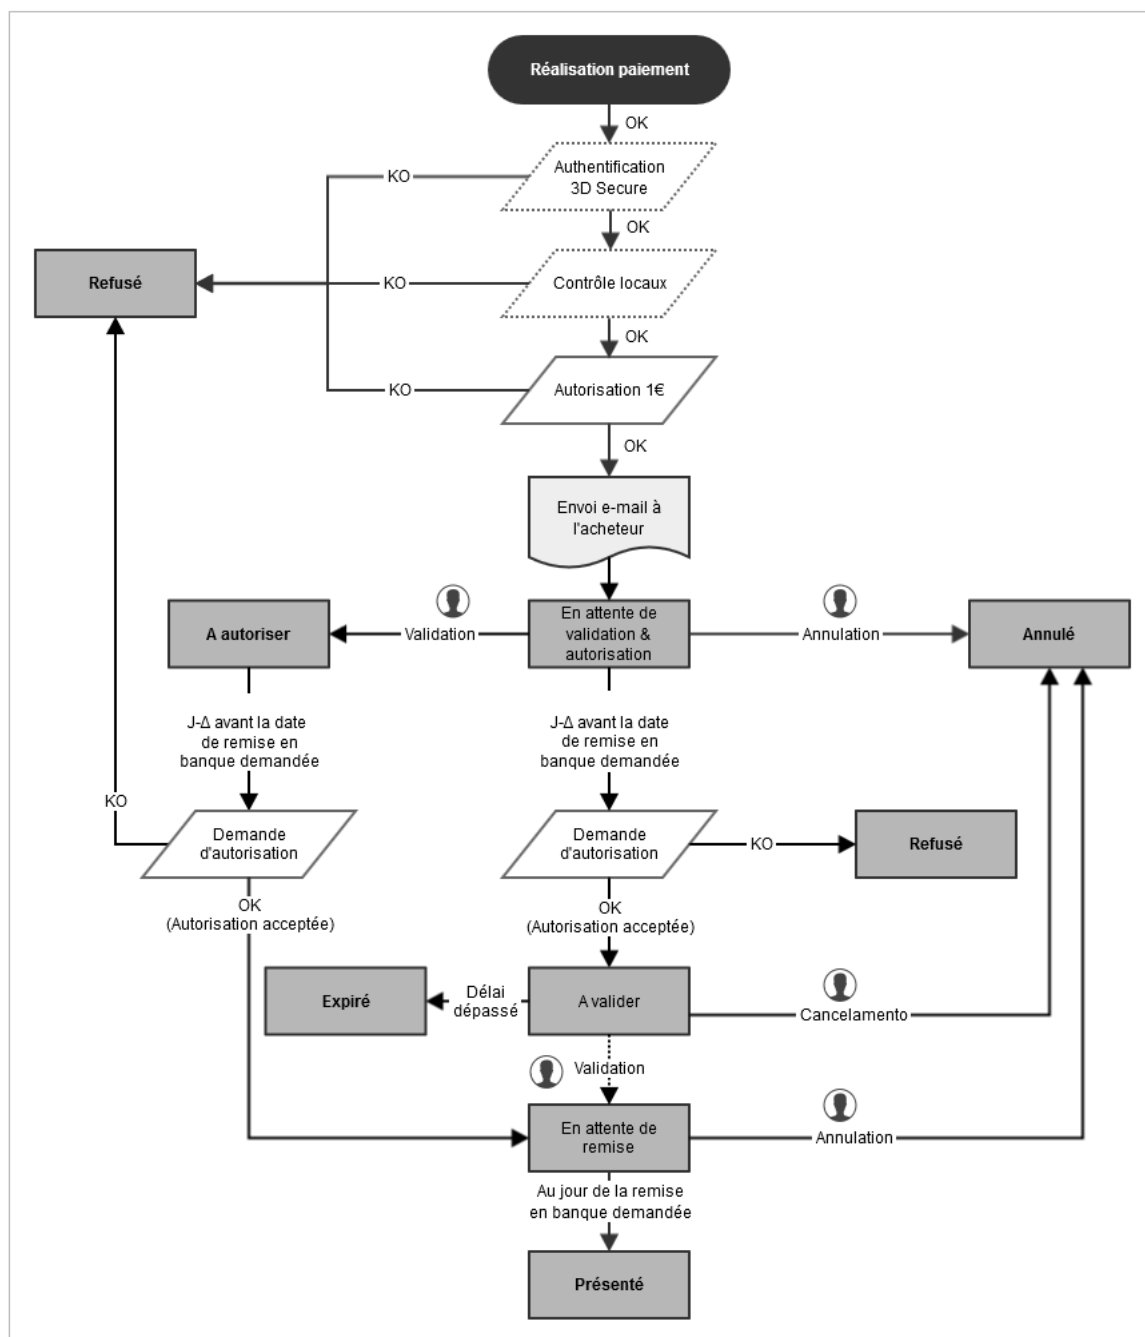 Réalisation paiement
OK
Authentification
3D Secure
KO
OK
Refusé
KO
Contrôle locaux
OK
KO
Autorisation 1€
OK
Envoi e-mail à
l'acheteur
A autoriser
Validation
En attente de
validation &
autorisation
Annulation
Annulé
J-Δ avant la date
de remise en
banque demandée
J-Δ avant la date
de remise en
banque demandée
KO
Demande
d'autorisation
Demande
d'autorisation
KO
Refusé
OK
(Autorisation acceptée)
OK
(Autorisation acceptée)
Expiré
Délai
dépassé
A valider
Cancelamento
Validation
En attente de
remise
Annulation
Au jour de la remise
en banque demandée
Présenté